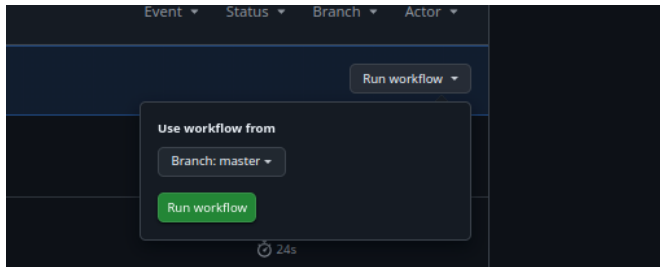 Event Status Branch Actor
Run workflow
Use workflow from
Branch: master
Run workflow
24s